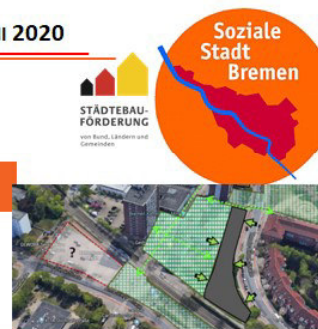 2020
Soziale
Stadt
Bremen
STÄDTEBAU-
FÖRDERUNG
von Bund, Ländern und
Gemeinden
?